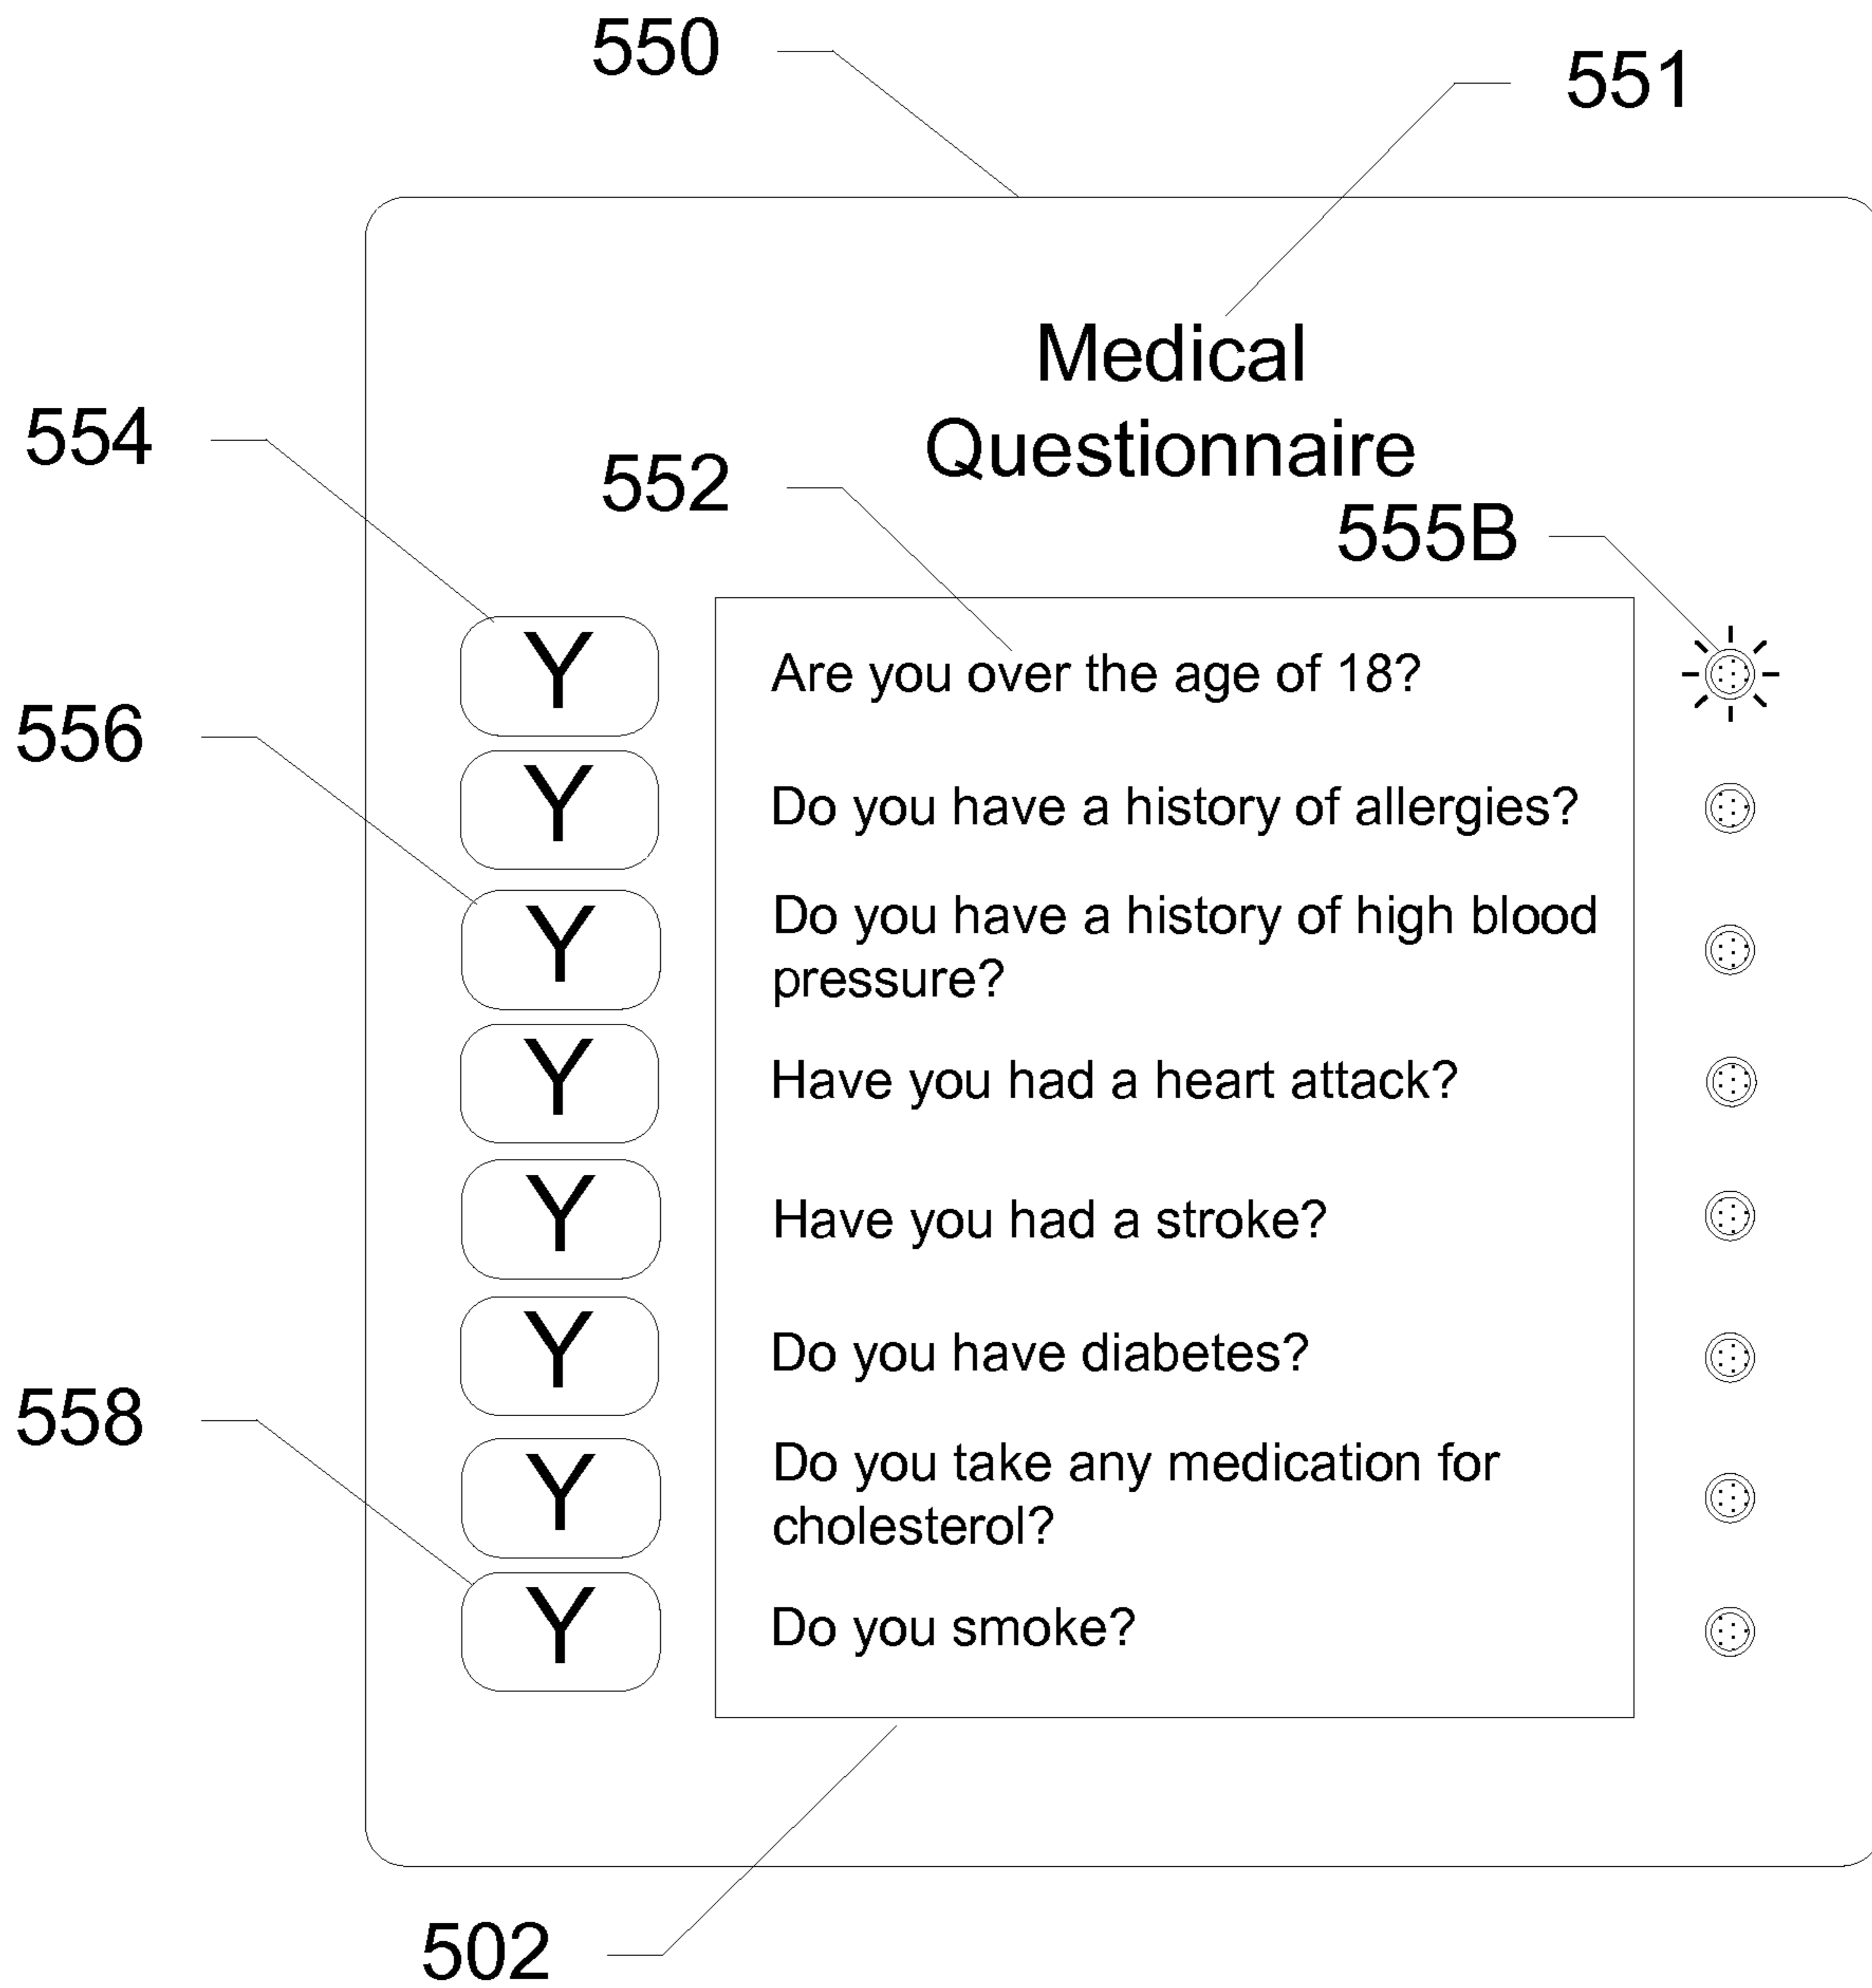 550
551
Medical
Questionnaire
554
552
555B
Y
Are you over the age of 18?
556
Y
Do you have a history of allergies?
Y
Do you have a history of high blood
pressure?
Y
Have you had a heart attack?
Y
Have you had a stroke?
Y
Do you have diabetes?
558
Y
Do you take any medication for
cholesterol?
Y
Do you smoke?
502